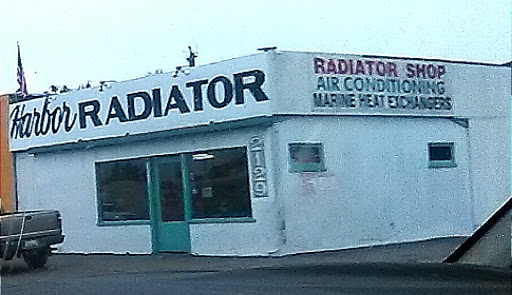 Harbor RADIATOR
RADIATOR SHOP
AIR CONDITIONING
MARINE HEAT EXCHANGERS
2129